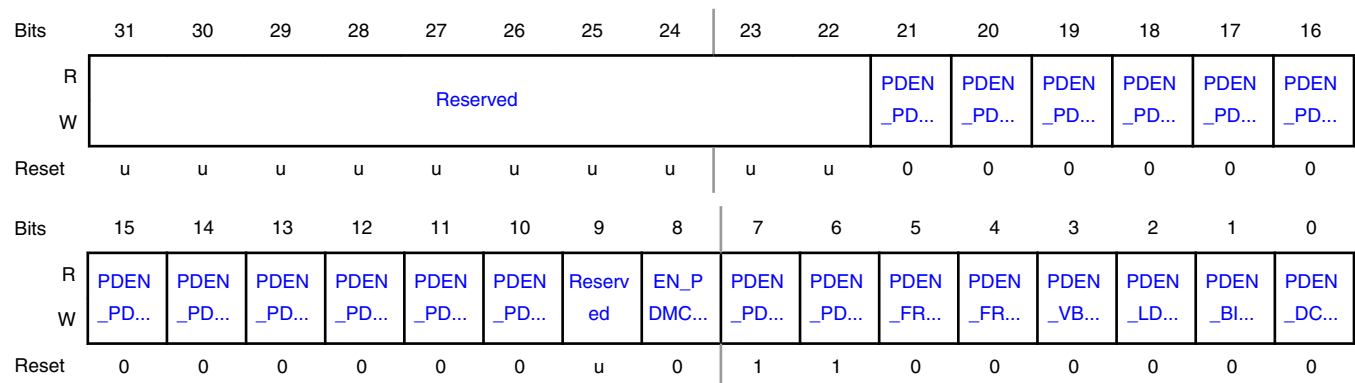 Bits 31 30 29 28 27 26 25 24 23 22 21 20 19 18 17 16
R
W
Reserved
PDEN PDEN PDEN PDEN PDEN PDEN
_PD... _PD... _PD... _PD... _PD... _PD...
Reset u u u u u u u u u u 0 0 0 0 0 0
Bits 15 14 13 12 11 10 9 8 7 6 5 4 3 2 1 0
R PDEN PDEN PDEN PDEN PDEN PDEN Reserv EN_P PDEN PDEN PDEN PDEN PDEN PDEN PDEN PDEN
W _PD... _PD... _PD... _PD... _PD... _PD... ed DMC... _PD... _PD... _FR... _FR... _VB... _LD... _BI... _DC...
Reset 0 0 0 0 0 0 u 0 1 1 0 0 0 0 0 0